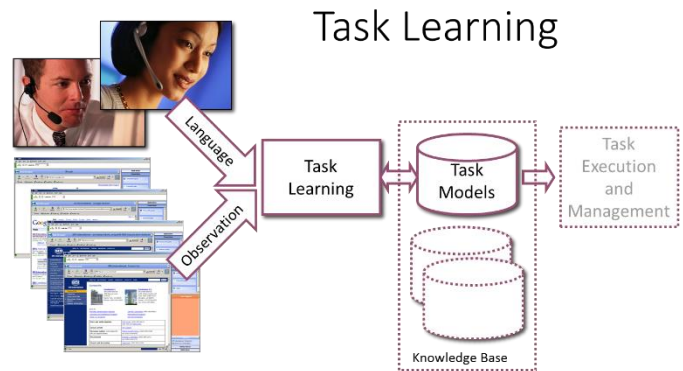 Task Learning
Language
Observation
Task
Learning
Task
Models
Task
Execution
and
Management
Knowledge Base